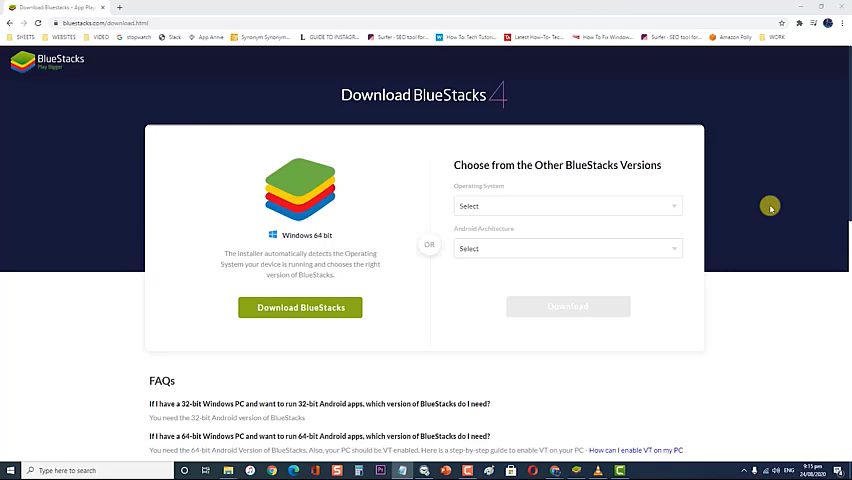 Download Bluestacks - App Play
bluestacks.com/download.html
SHEETS WEBSITES VIDEO stopwatch Slack App Annie Synonym Synonym... LGUIDE TO INSTAGR... Surfer - SEO tool for... How To: Tech Tutori... Latest How-To- Tec... How To Fix Window... Surfer - SEO tool for... Amazon Polly WORK
BlueStacks
Play Bigger
Download BlueStacks 4
Windows 64 bit
The installer automatically detects the Operating
System your device is running and chooses the right
version of BlueStacks.
Download BlueStacks
OR
Choose from the Other BlueStacks Versions
Operating System
Select
Android Architecture
Select
Download
FAQs
If I have a 32-bit Windows PC and want to run 32-bit Android apps, which version of BlueStacks do I need?
You need the 32-bit Android version of BlueStacks
If I have a 64-bit Windows PC and want to run 64-bit Android apps, which version of BlueStacks do I need?
You need the 64-bit Android Version of BlueStacks. Also, your PC should be VT enabled. Here is a step-by-step guide to enable VT on your PC - How can I enable VT on my PC
Type here to search
ENG
9:15 pm
24/08/2020